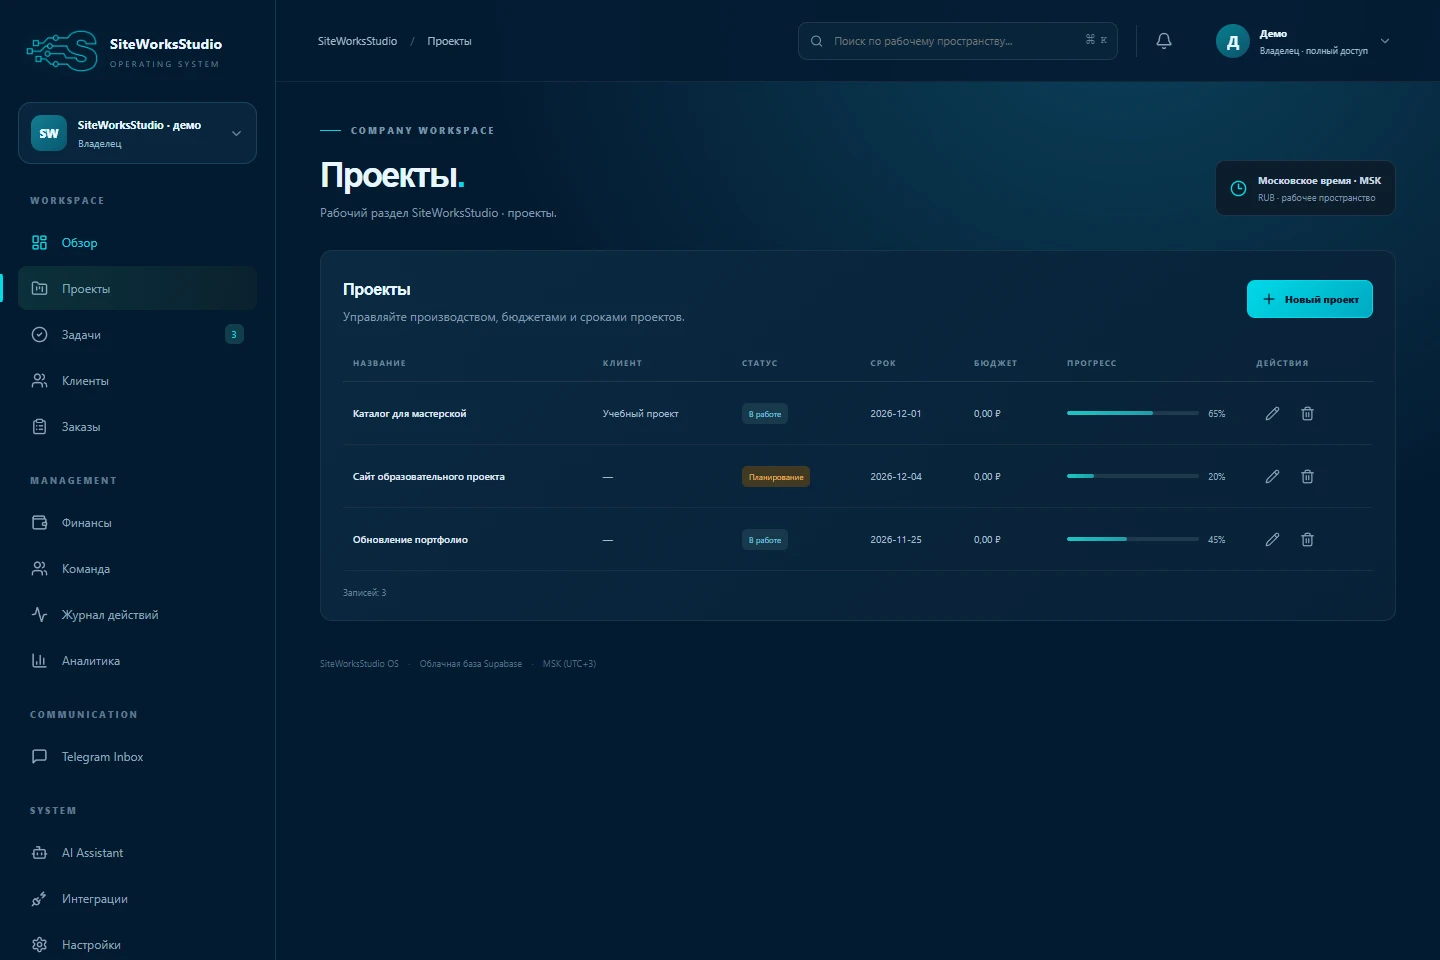 SiteWorksStudio
OPERATING SYSTEM
SW
SiteWorksStudio · демо
Владелец
WORKSPACE
Обзор
Проекты
Задачи
3
Клиенты
Заказы
MANAGEMENT
Финансы
Команда
Журнал действий
Аналитика
COMMUNICATION
Telegram Inbox
SYSTEM
AI Assistant
Интеграции
Настройки
SiteWorksStudio / Проекты
Поиск по рабочему пространству... ⌘ K
Д
Демо
Владелец · полный доступ
COMPANY WORKSPACE
Проекты.
Рабочий раздел SiteWorksStudio · проекты.
Московское время · MSK
RUB · рабочее пространство
Проекты
Управляйте производством, бюджетами и сроками проектов.
Новый проект
НАЗВАНИЕ КЛИЕНТ СТАТУС СРОК БЮДЖЕТ ПРОГРЕСС ДЕЙСТВИЯ
Каталог для мастерской Учебный проект В работе 2026-12-01 0,00 ₽ 65%
Сайт образовательного проекта — Планирование 2026-12-04 0,00 ₽ 20%
Обновление портфолио — В работе 2026-11-25 0,00 ₽ 45%
Записей: 3
SiteWorksStudio OS · Облачная база Supabase · MSK (UTC+3)